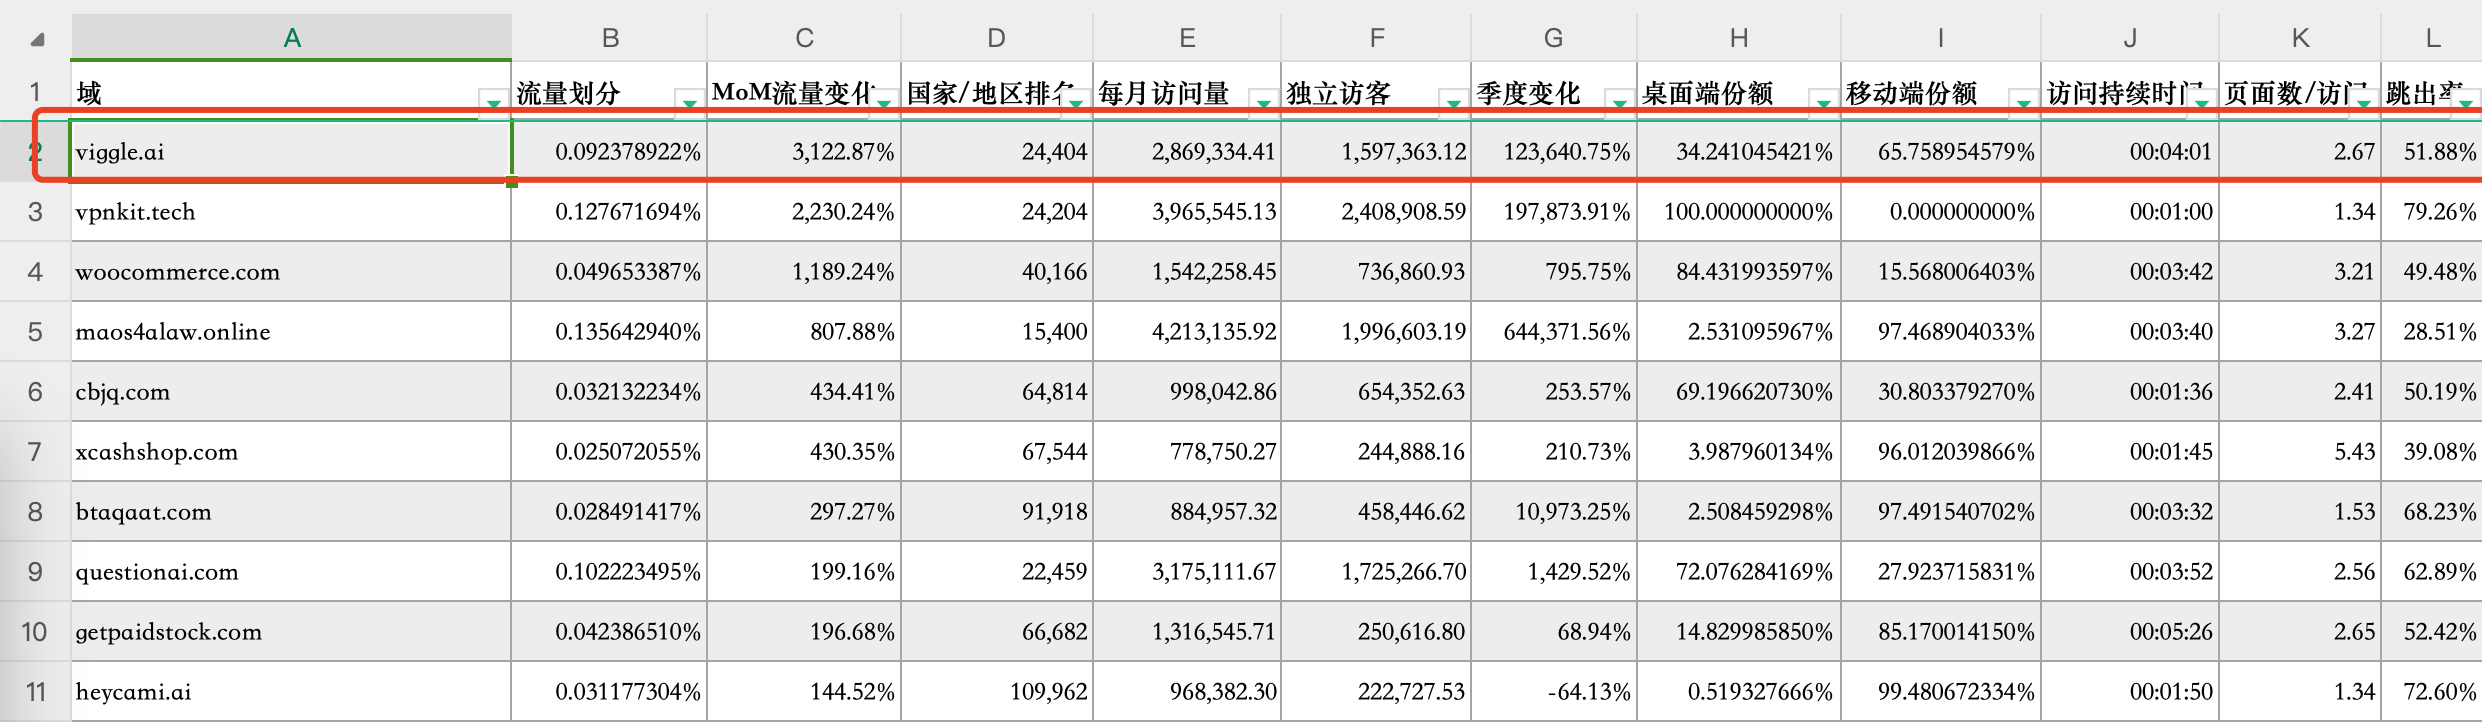 A B C D E F G H I J K L
1 域 流量划分 MoM流量变化 国家/地区排名 每月访问量 独立访客 季度变化 桌面端份额 移动端份额 访问持续时间 页面数/访问 跳出率
2 viggle.ai 0.092378922% 3,122.87% 24,404 2,869,334.41 1,597,363.12 123,640.75% 34.241045421% 65.758954579% 00:04:01 2.67 51.88%
3 vpnkit.tech 0.127671694% 2,230.24% 24,204 3,965,545.13 2,408,908.59 197,873.91% 100.000000000% 0.000000000% 00:01:00 1.34 79.26%
4 woocommerce.com 0.049653387% 1,189.24% 40,166 1,542,258.45 736,860.93 795.75% 84.431993597% 15.568006403% 00:03:42 3.21 49.48%
5 maos4alaw.online 0.135642940% 807.88% 15,400 4,213,135.92 1,996,603.19 644,371.56% 2.531095967% 97.468904033% 00:03:40 3.27 28.51%
6 cbjq.com 0.032132234% 434.41% 64,814 998,042.86 654,352.63 253.57% 69.196620730% 30.803379270% 00:01:36 2.41 50.19%
7 xcashshop.com 0.025072055% 430.35% 67,544 778,750.27 244,888.16 210.73% 3.987960134% 96.012039866% 00:01:45 5.43 39.08%
8 btaqaat.com 0.028491417% 297.27% 91,918 884,957.32 458,446.62 10,973.25% 2.508459298% 97.491540702% 00:03:32 1.53 68.23%
9 questionai.com 0.102223495% 199.16% 22,459 3,175,111.67 1,725,266.70 1,429.52% 72.076284169% 27.923715831% 00:03:52 2.56 62.89%
10 getpaidstock.com 0.042386510% 196.68% 66,682 1,316,545.71 250,616.80 68.94% 14.829985850% 85.170014150% 00:05:26 2.65 52.42%
11 heycami.ai 0.031177304% 144.52% 109,962 968,382.30 222,727.53 -64.13% 0.519327666% 99.480672334% 00:01:50 1.34 72.60%